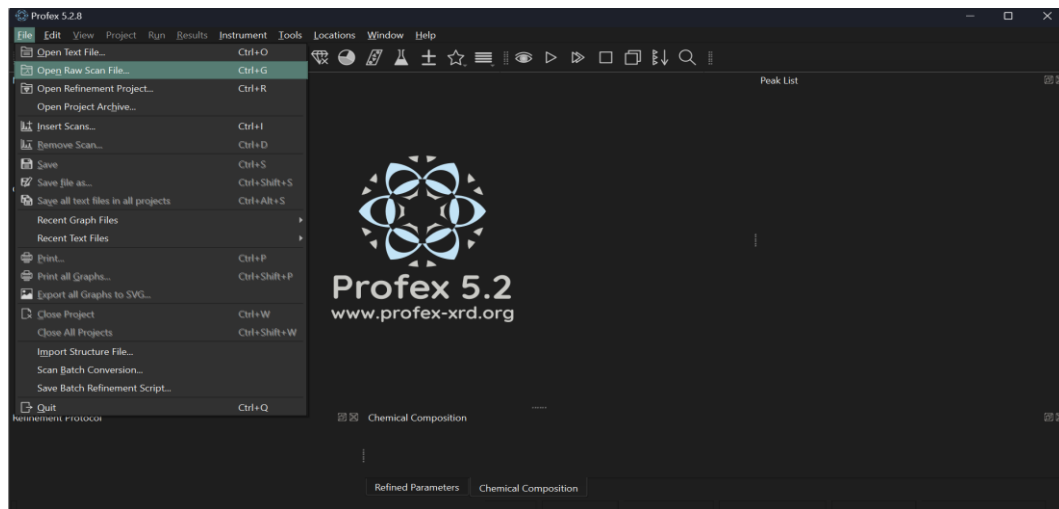 Profex 5.2.8
File Edit View Project Run Results Instrument Tools Locations Window Help
Open Text File... Ctrl+O
Open Raw Scan File... Ctrl+G
Open Refinement Project... Ctrl+R
Open Project Archive...
Insert Scans... Ctrl+I
Remove Scan... Ctrl+D
Save Ctrl+S
Save file as... Ctrl+Shift+S
Save all text files in all projects Ctrl+Alt+S
Recent Graph Files
Recent Text Files
Print... Ctrl+P
Print all Graphs... Ctrl+Shift+P
Export all Graphs to SVG...
Close Project Ctrl+W
Close All Projects Ctrl+Shift+W
Import Structure File...
Scan Batch Conversion...
Save Batch Refinement Script...
Quit Ctrl+Q
Peak List
Profex 5.2
www.profex-xrd.org
Refinement Protocol
Chemical Composition
Refined Parameters Chemical Composition